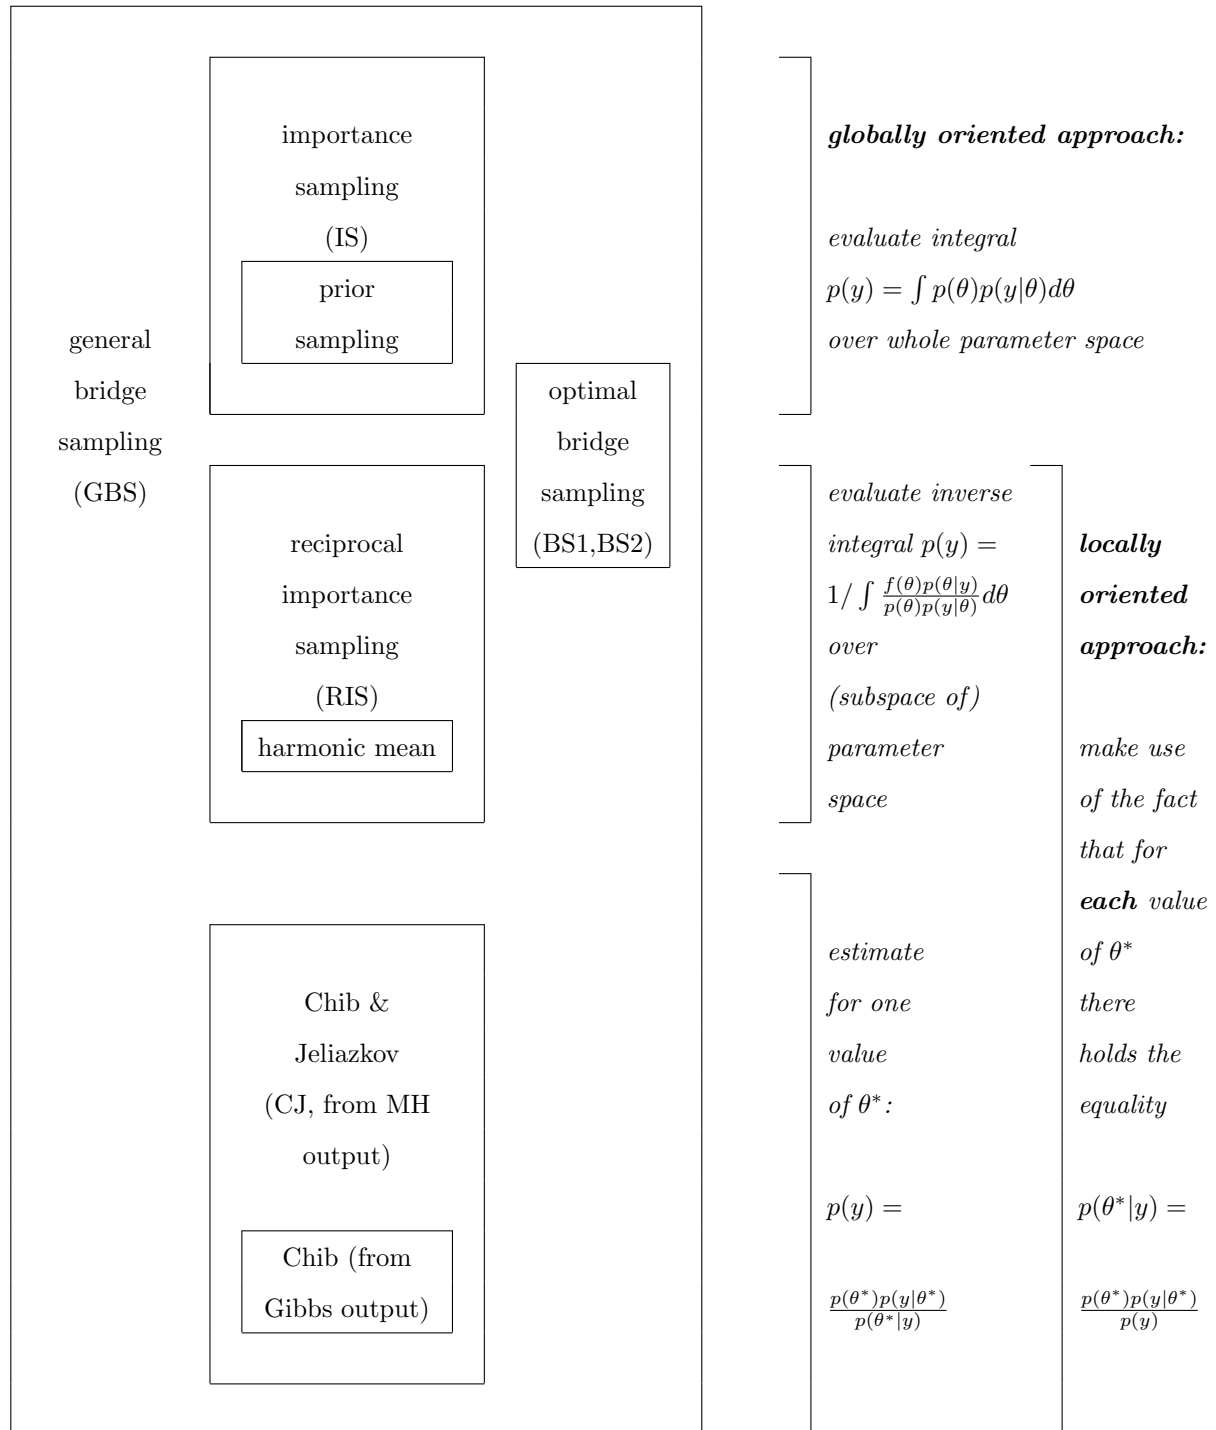 general
bridge
sampling
(GBS)
importance
sampling
(IS)
prior
sampling
optimal
bridge
sampling
(BS1,BS2)
reciprocal
importance
sampling
(RIS)
harmonic mean
Chib &
Jeliazkov
(CJ, from MH
output)
Chib (from
Gibbs output)
globally oriented approach:
evaluate integral
p(y) = ∫ p(θ)p(y|θ)dθ
over whole parameter space
evaluate inverse
integral p(y) =
1/ ∫ \frac{f(θ)p(θ|y)}{p(θ)p(y|θ)} dθ
over
(subspace of)
parameter
space
estimate
for one
value
of θ*:
p(y) =
\frac{p(θ*)p(y|θ*)}{p(θ*|y)}
locally
oriented
approach:
make use
of the fact
that for
each value
of θ*
there
holds the
equality
p(θ*|y) =
\frac{p(θ*)p(y|θ*)}{p(y)}